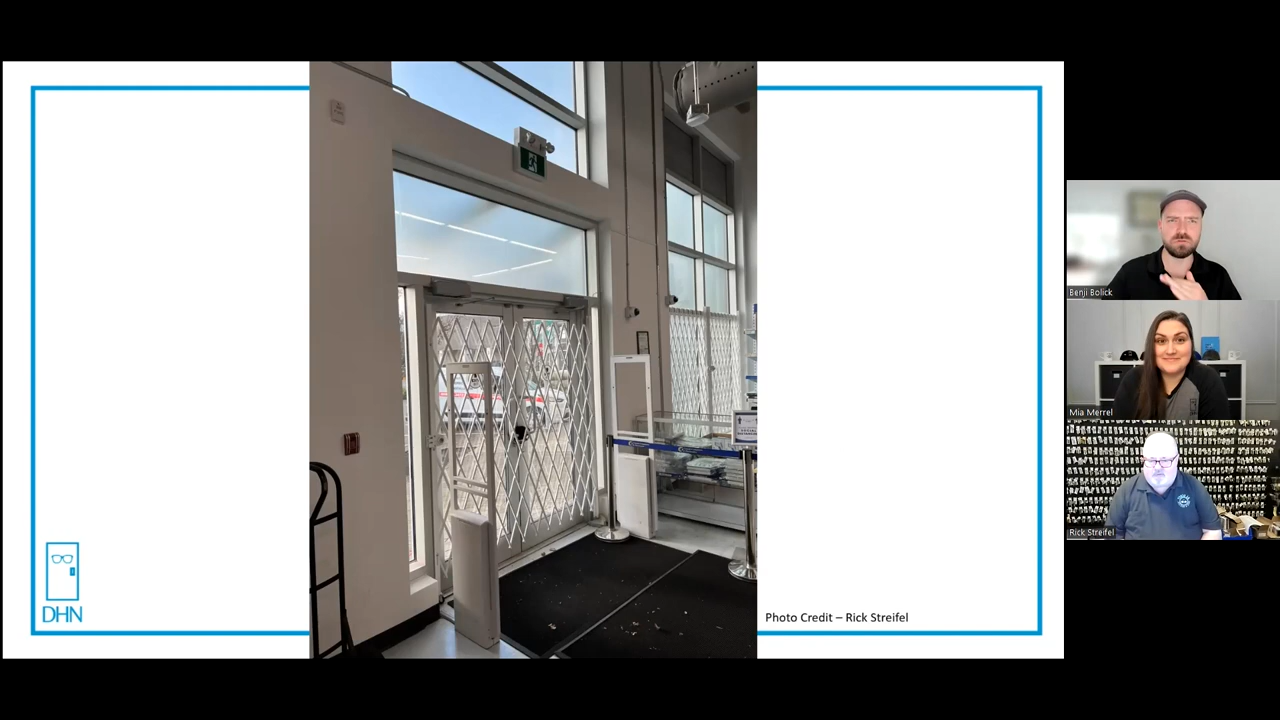 DHN
Photo Credit – Rick Streifel
Benji Bolick
Mia Merrel
Rick Streifel